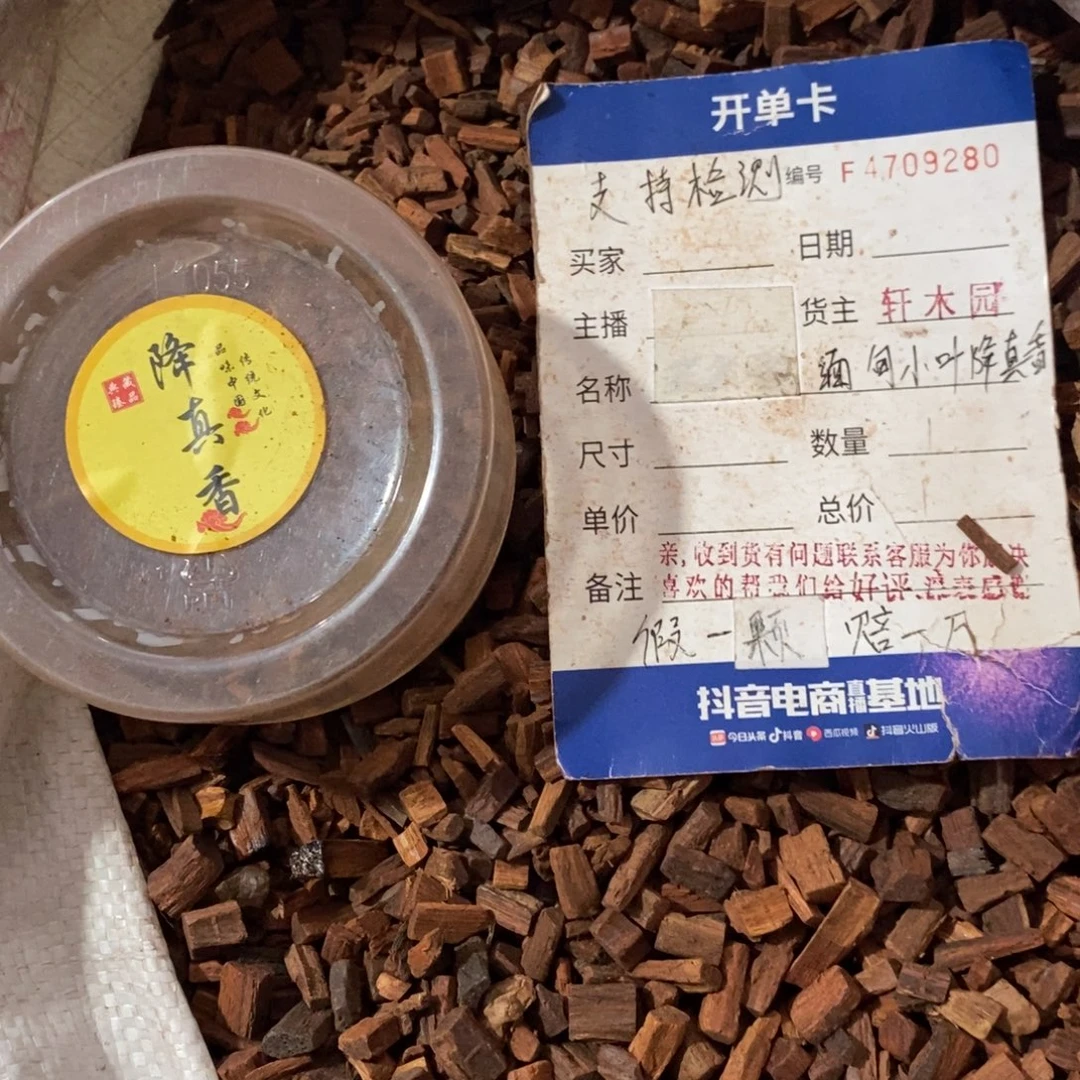 1055
降真香
品味中国
传统文化
典藏
臻品
开单卡
支持检测
编号 F4709280
买家
日期
主播
货主 轩木园
名称
缅甸小叶降真香
尺寸
数量
单价
总价
亲,收到货有问题联系客服为你解决
备注
喜欢的帮我们给好评
假一颗 赔一万
抖音电商直播基地
今日头条 抖音 西瓜视频 抖音火山版